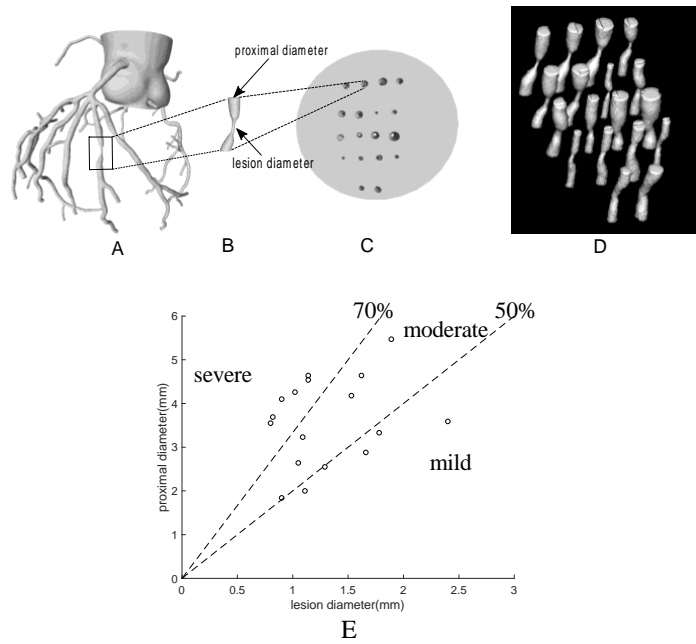 proximal diameter
lesion diameter
A
B
C
D
70%
50%
moderate
severe
mild
proximal diameter(mm)
6
5
4
3
2
1
0
0
0.5
1
1.5
2
2.5
3
lesion diameter(mm)
E